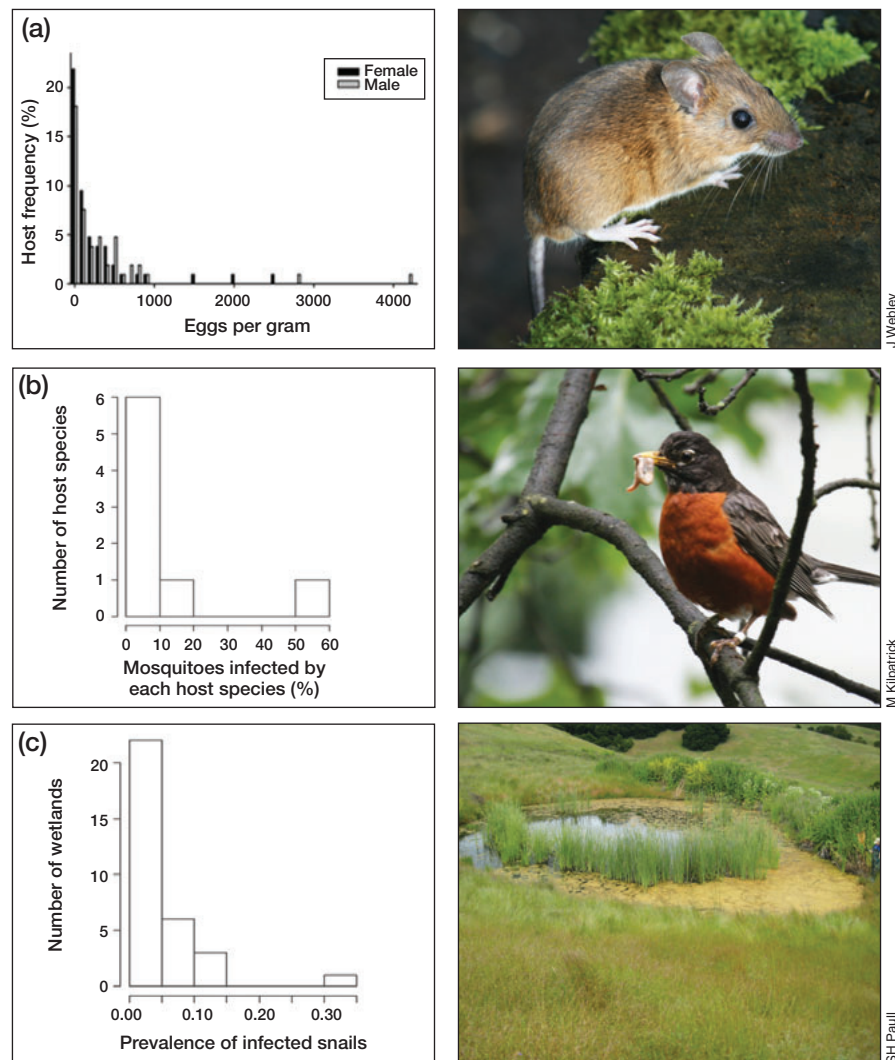 (a)
Female
Male
Host frequency (%)
20
15
10
5
0
0 1000 2000 3000 4000
Eggs per gram
J Webley
(b)
Number of host species
6
5
4
3
2
1
0
0 10 20 30 40 50 60
Mosquitoes infected by
each host species (%)
M Kilpatrick
(c)
Number of wetlands
20
15
10
5
0
0.00 0.10 0.20 0.30
Prevalence of infected snails
SH Paull